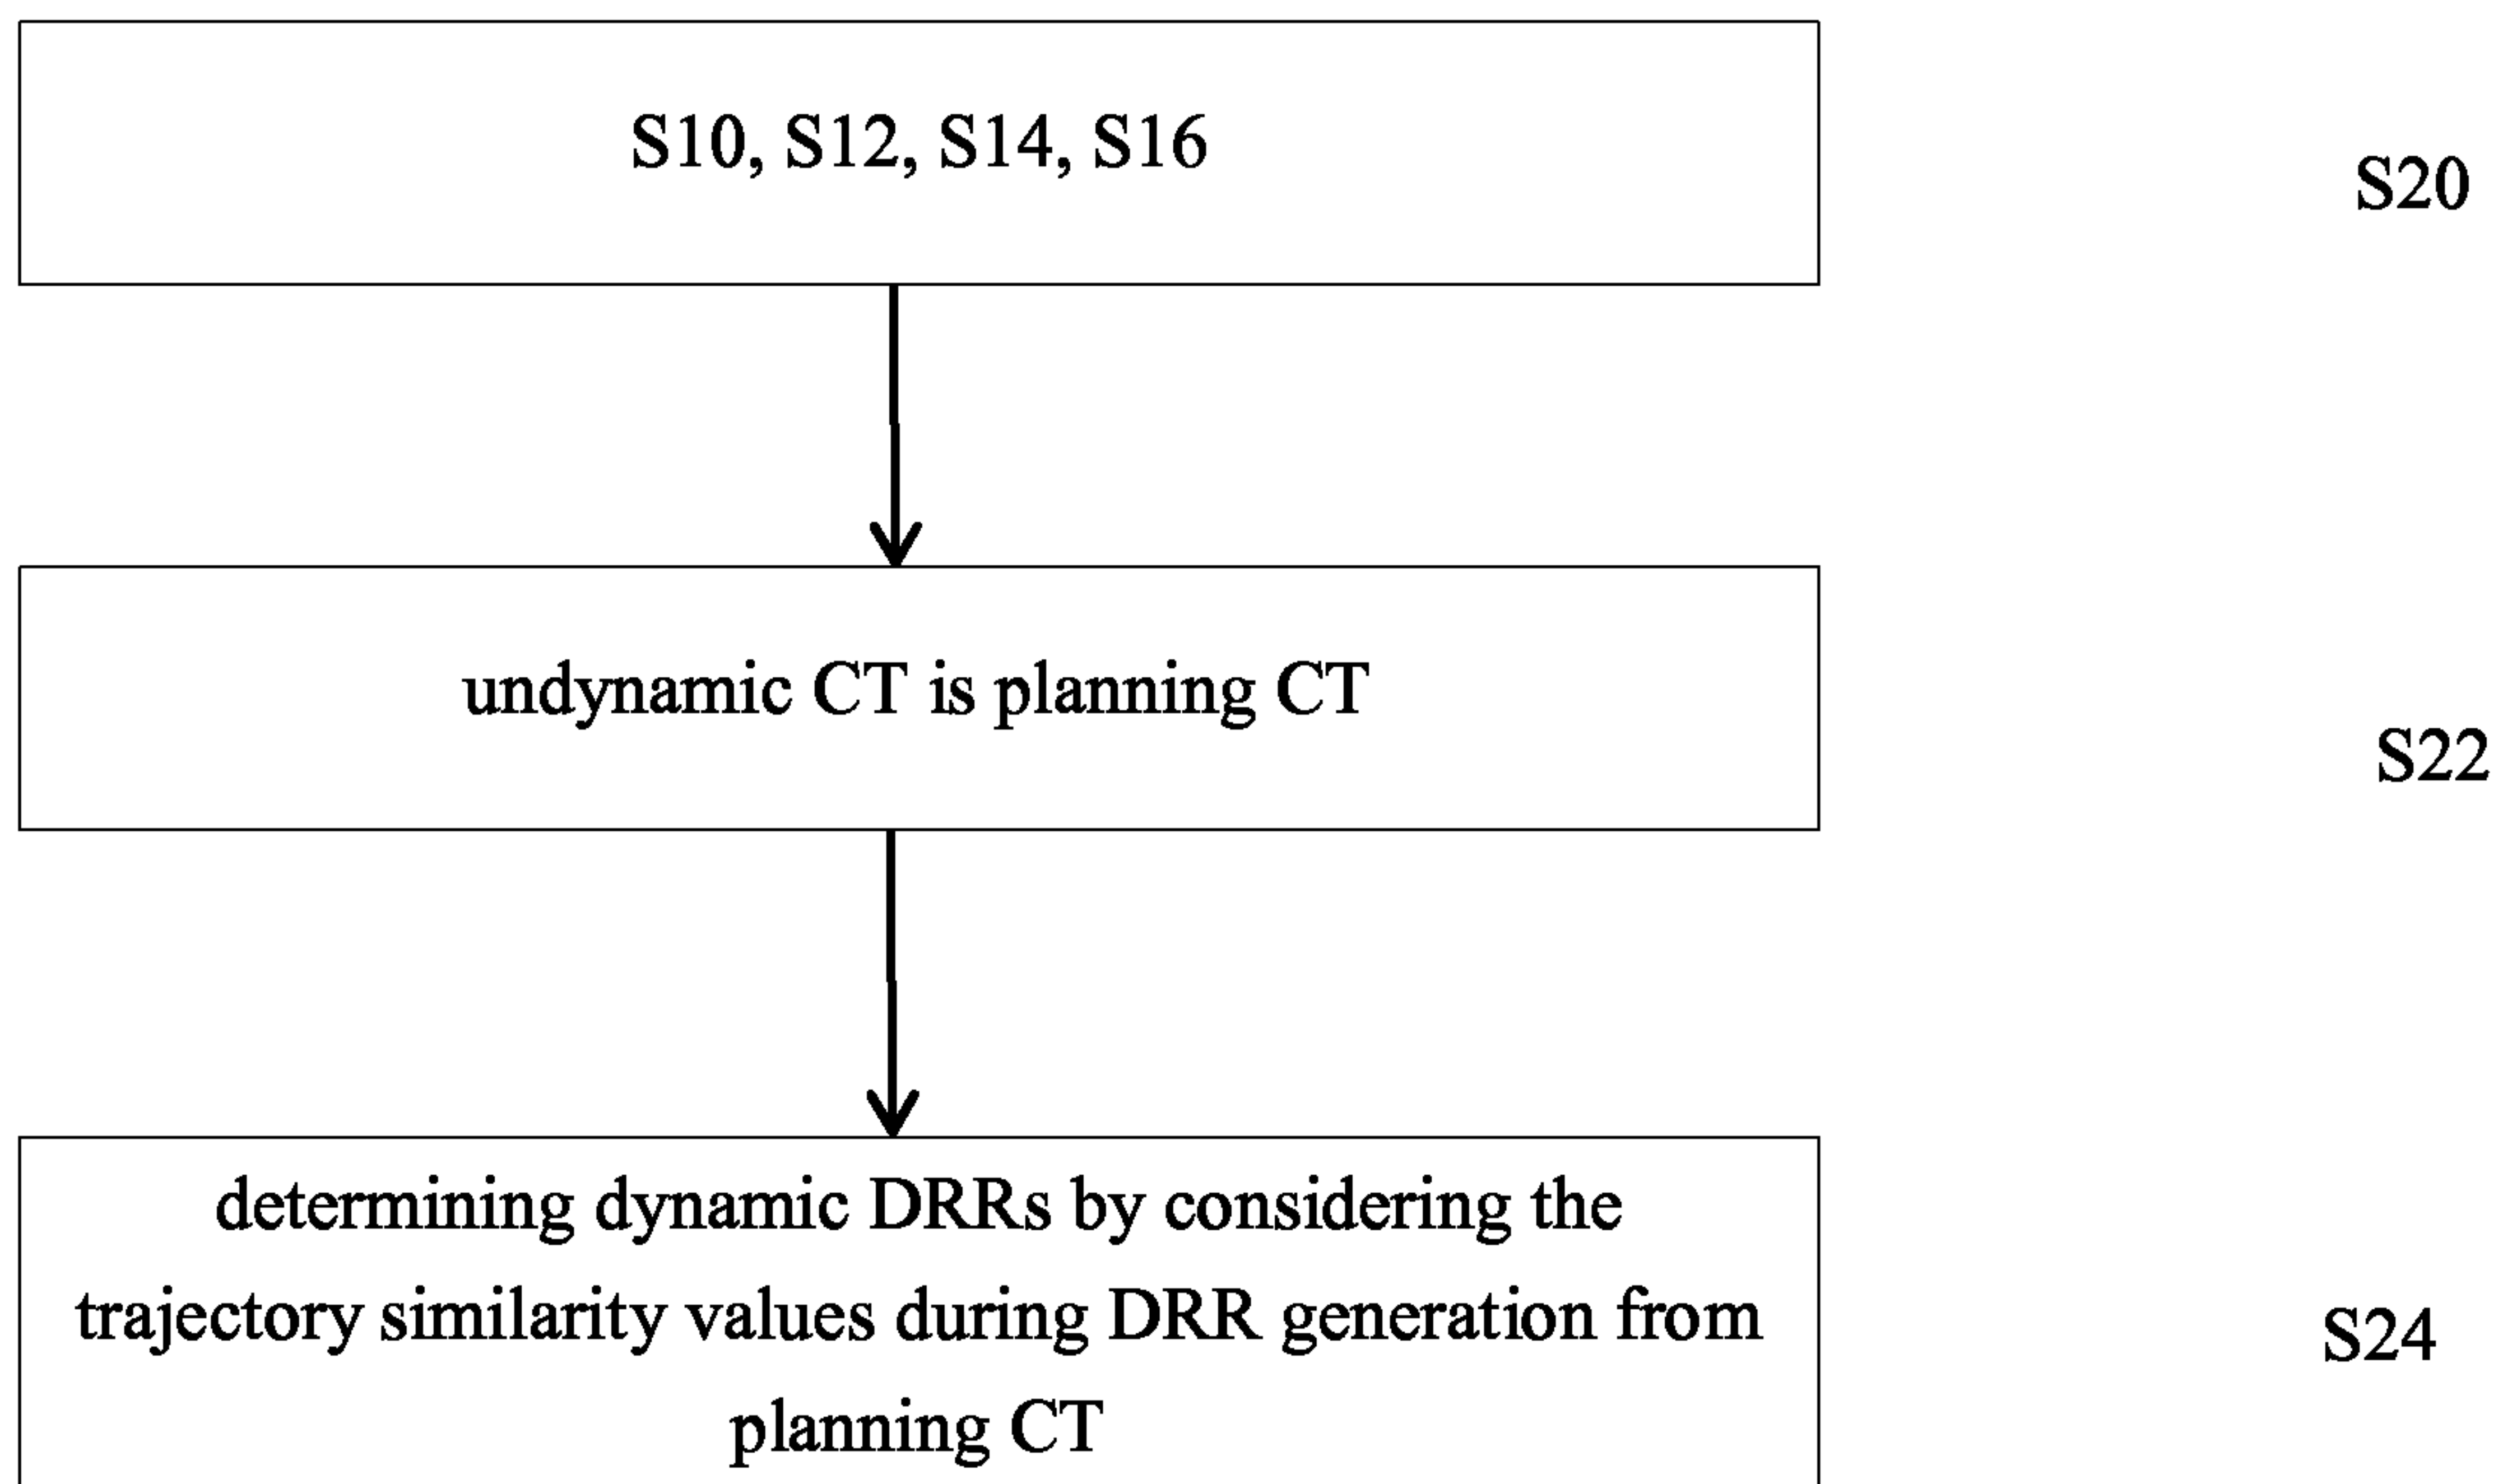 S10, S12, S14, S16
S20
undynamic CT is planning CT
S22
determining dynamic DRRs by considering the
trajectory similarity values during DRR generation from
planning CT
S24